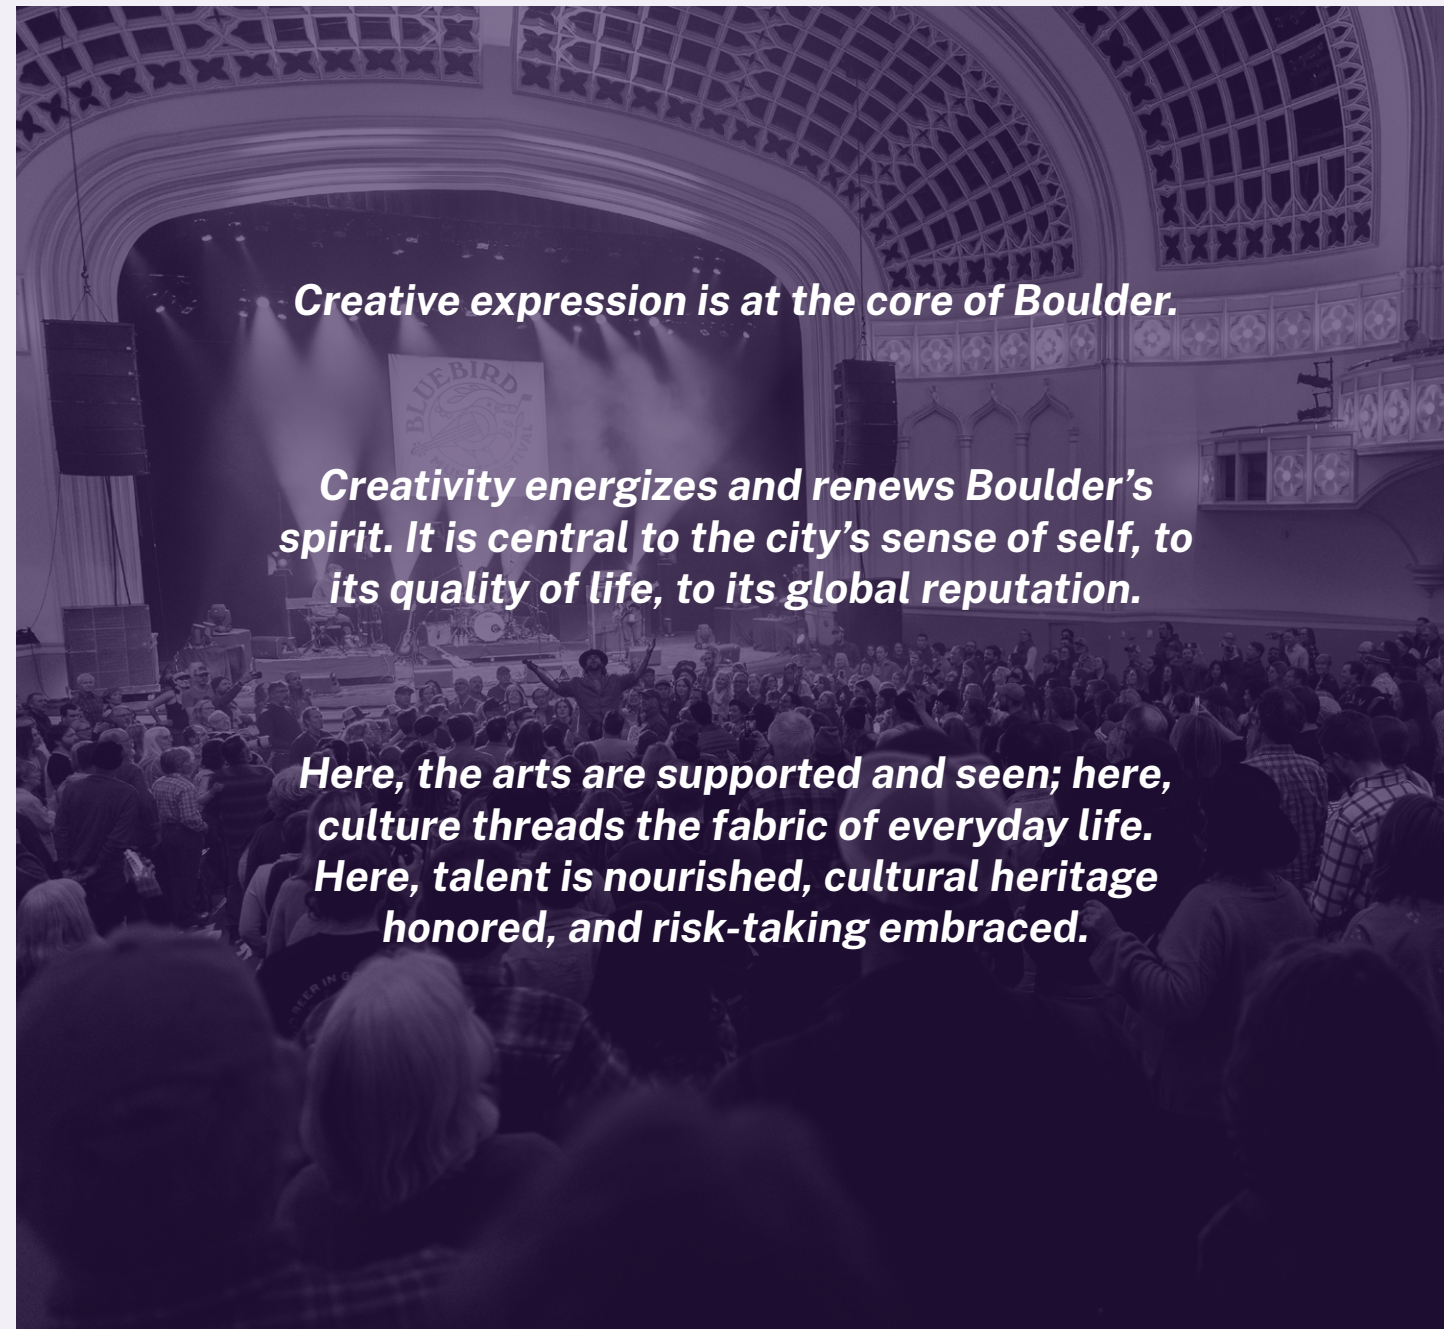 BLUEBIRD
Creative expression is at the core of Boulder.
Creativity energizes and renews Boulder’s
spirit. It is central to the city’s sense of self, to
its quality of life, to its global reputation.
Here, the arts are supported and seen; here,
culture threads the fabric of everyday life.
Here, talent is nourished, cultural heritage
honored, and risk-taking embraced.